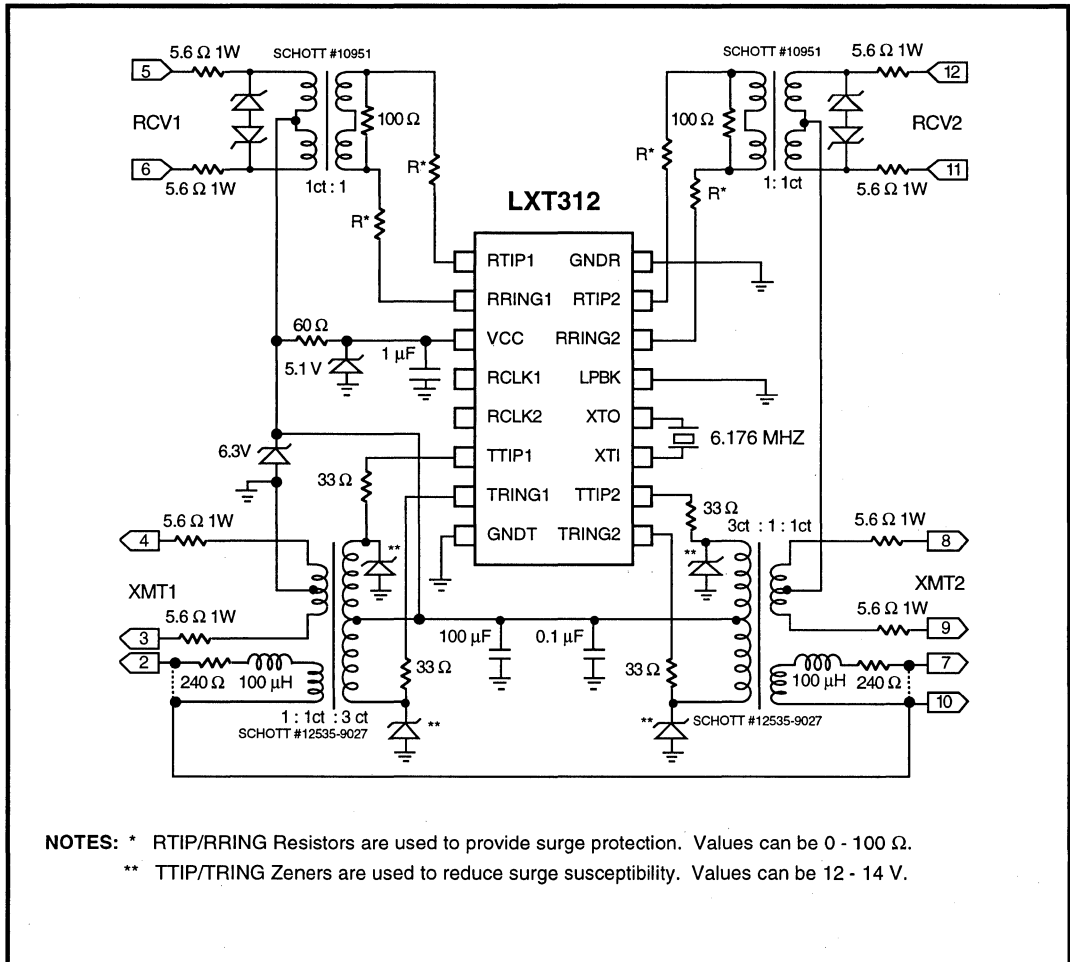 5.6 Ω 1W
SCHOTT #10951
SCHOTT #10951
5.6 Ω 1W
5
12
RCV1
100 Ω
100 Ω
RCV2
R*
R*
6
11
5.6 Ω 1W
1ct : 1
1: 1ct
5.6 Ω 1W
R*
R*
LXT312
RTIP1
GNDR
RRING1
RTIP2
60 Ω
VCC
RRING2
5.1 V
1 µF
RCLK1
LPBK
RCLK2
XTO
6.176 MHZ
6.3V
TTIP1
XTI
33 Ω
TRING1
TTIP2
33 Ω
5.6 Ω 1W
GNDT
TRING2
3ct : 1 : 1ct
5.6 Ω 1W
4
8
**
**
XMT1
XMT2
5.6 Ω 1W
5.6 Ω 1W
3
9
100 µF
0.1 µF
2
7
33 Ω
33 Ω
240 Ω
100 µH
100 µH
240 Ω
10
1 : 1ct : 3 ct
**
**
SCHOTT #12535-9027
SCHOTT #12535-9027
NOTES: * RTIP/RRING Resistors are used to provide surge protection. Values can be 0 - 100 Ω.
** TTIP/TRING Zeners are used to reduce surge susceptibility. Values can be 12 - 14 V.